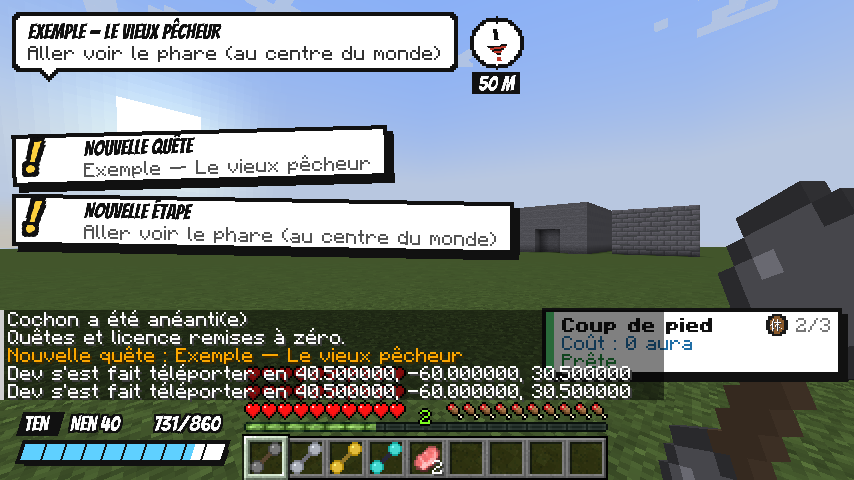 EXEMPLE – LE VIEUX PÊCHEUR
Aller voir le phare (au centre du monde)
50 M
NOUVELLE QUÊTE
Exemple — Le vieux pêcheur
NOUVELLE ÉTAPE
Aller voir le phare (au centre du monde)
Cochon a été anéanti(e)
Quêtes et licence remises à zéro.
Nouvelle quête : Exemple — Le vieux pêcheur
Dev s'est fait téléporter en 40.500000, -60.000000, 30.500000
Dev s'est fait téléporter en 40.500000, -60.000000, 30.500000
Coup de pied
2/3
Coût : 0 aura
Prête
TEN
NEN 40
731/860
2
2